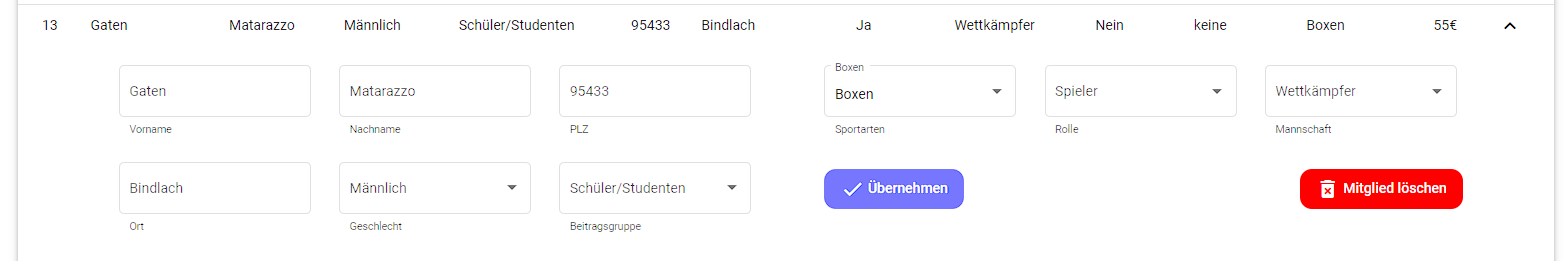 13 Gaten Matarazzo Männlich Schüler/Studenten 95433 Bindlach Ja Wettkämpfer Nein keine Boxen 55€
Boxen
Gaten Matarazzo 95433 Boxen Spieler Wettkämpfer
Vorname Nachname PLZ Sportarten Rolle Mannschaft
Bindlach Männlich Schüler/Studenten Übernehmen Mitglied löschen
Ort Geschlecht Beitragsgruppe